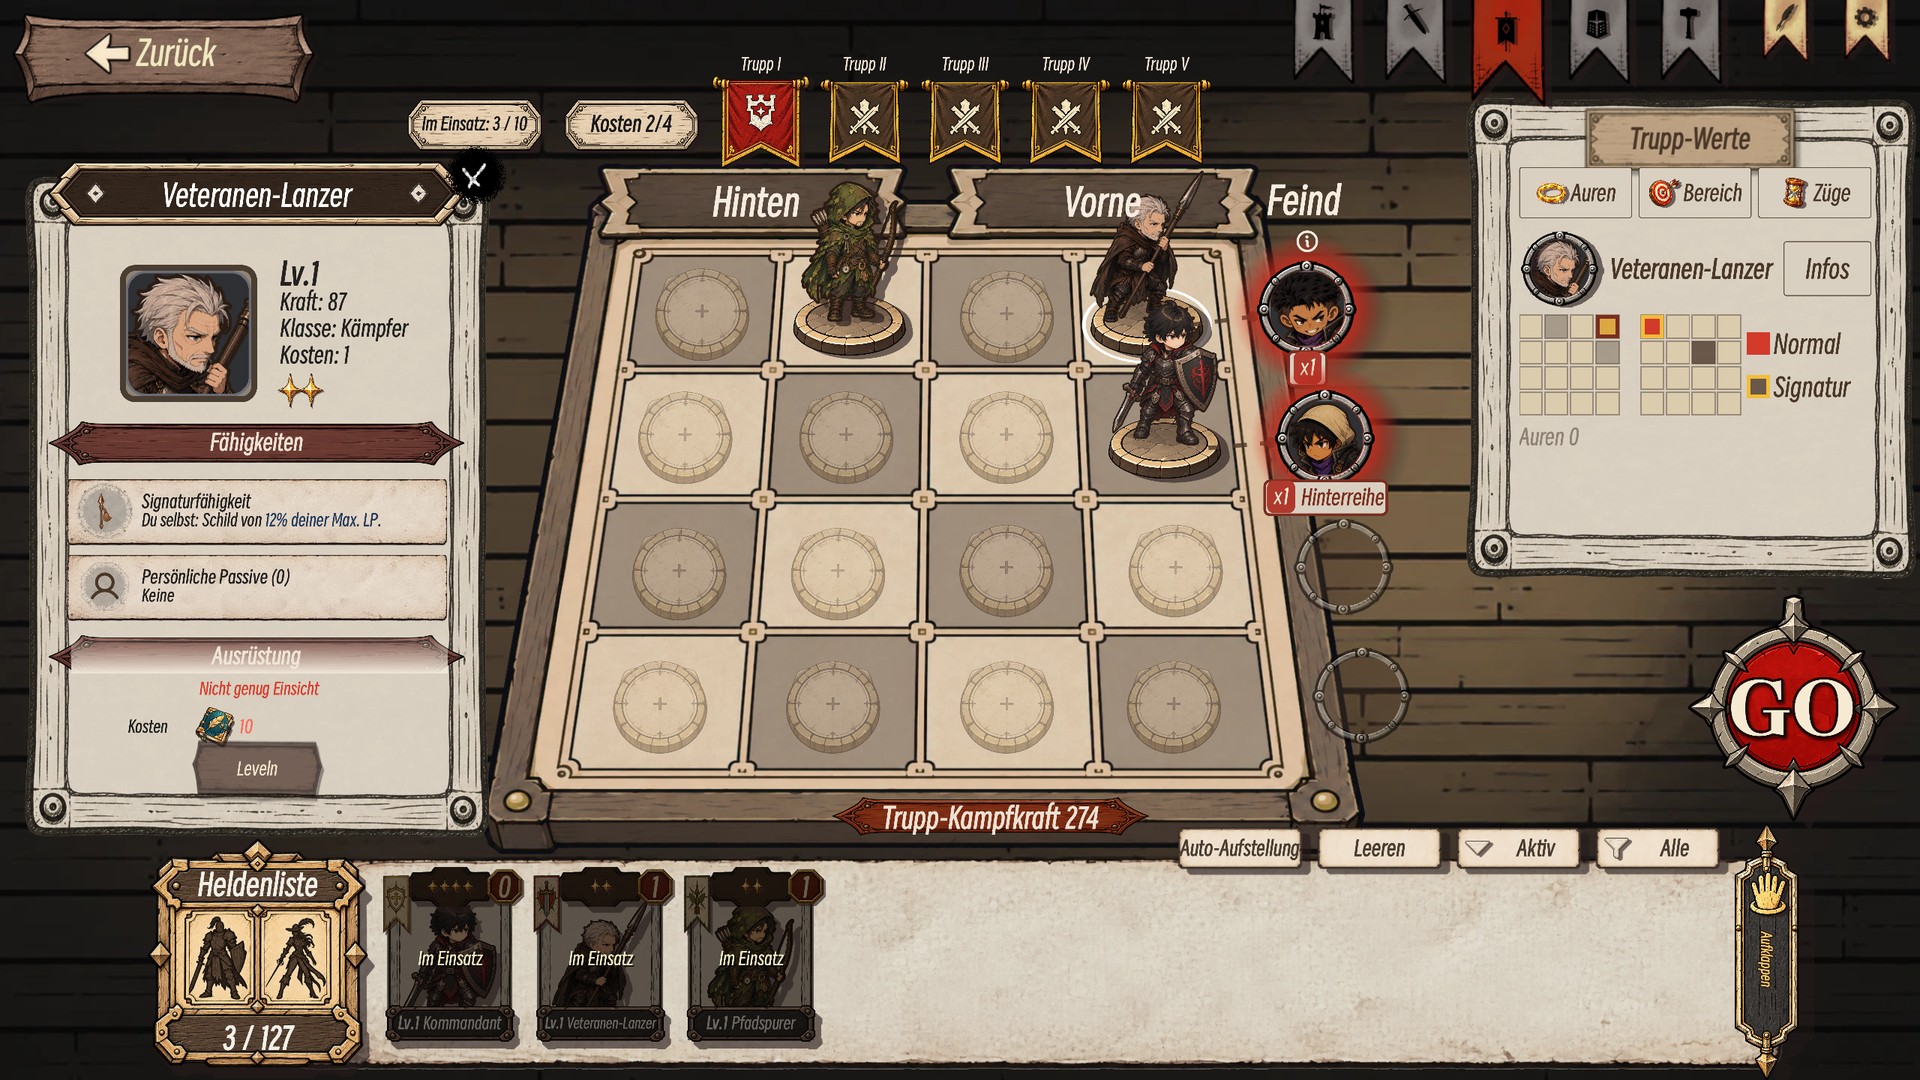 Zurück
Trupp I
Trupp II
Trupp III
Trupp IV
Trupp V
Im Einsatz: 3 / 10
Kosten 2/4
Veteranen-Lanzer
Lv.1
Kraft: 87
Klasse: Kämpfer
Kosten: 1
Fähigkeiten
Signaturfähigkeit
Du selbst: Schild von 12% deiner Max. LP.
Persönliche Passive (0)
Keine
Ausrüstung
Nicht genug Einsicht
Kosten 10
Leveln
Hinten
Vorne
Feind
x1
x1 Hinterreihe
Trupp-Kampfkraft 274
Trupp-Werte
Auren
Bereich
Züge
Veteranen-Lanzer
Infos
Normal
Signatur
Auren 0
GO
Auto-Aufstellung
Leeren
Aktiv
Alle
Heldenliste
3 / 127
0
Im Einsatz
Lv.1 Kommandant
1
Im Einsatz
Lv.1 Veteranen-Lanzer
1
Im Einsatz
Lv.1 Pfadspurer
Aufklappen